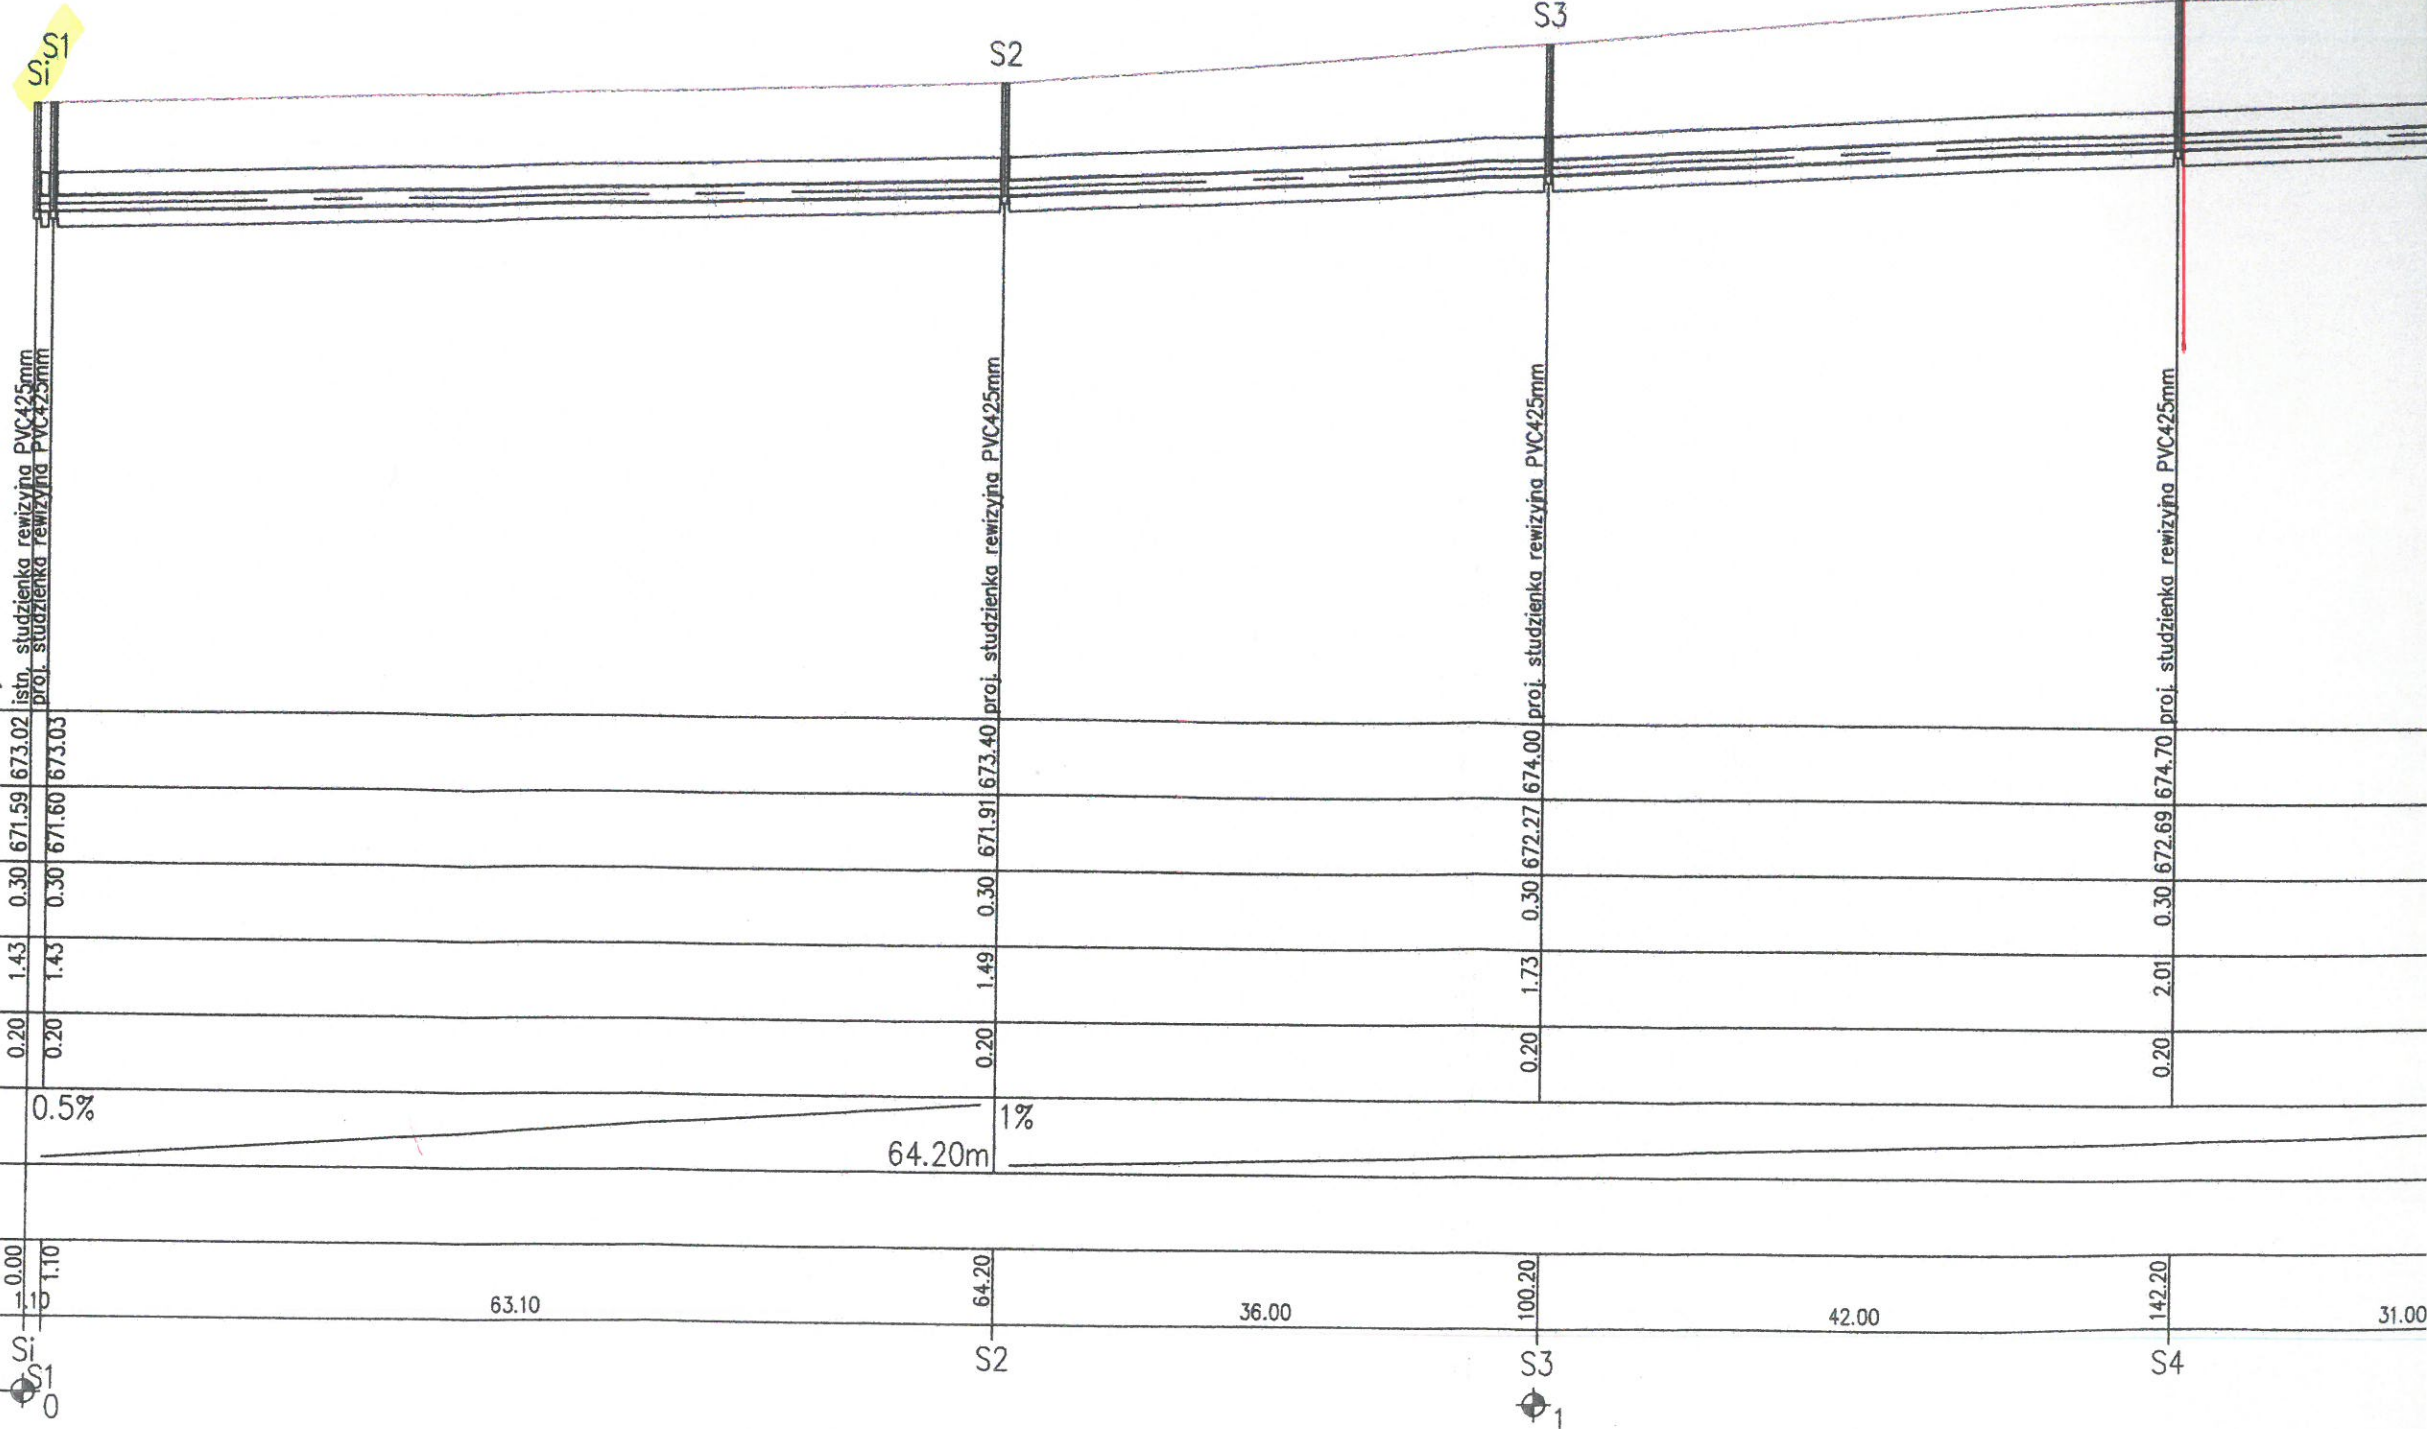 S1
Si
S2
S3
istn. studzienka rewizyjna PVC425mm
proj. studzienka rewizyjna PVC425mm
proj. studzienka rewizyjna PVC425mm
proj. studzienka rewizyjna PVC425mm
proj. studzienka rewizyjna PVC425mm
673.02 673.03 673.40 674.00 674.70
671.59 671.60 671.91 672.27 672.69
0.30 0.30 0.30 0.30 0.30
1.43 1.43 1.49 1.73 2.01
0.20 0.20 0.20 0.20 0.20
0.5% 1%
64.20m
0.00 1.10 64.20 100.20 142.20
1.10 63.10 36.00 42.00 31.00
Si
S1 S2 S3 S4
0 1